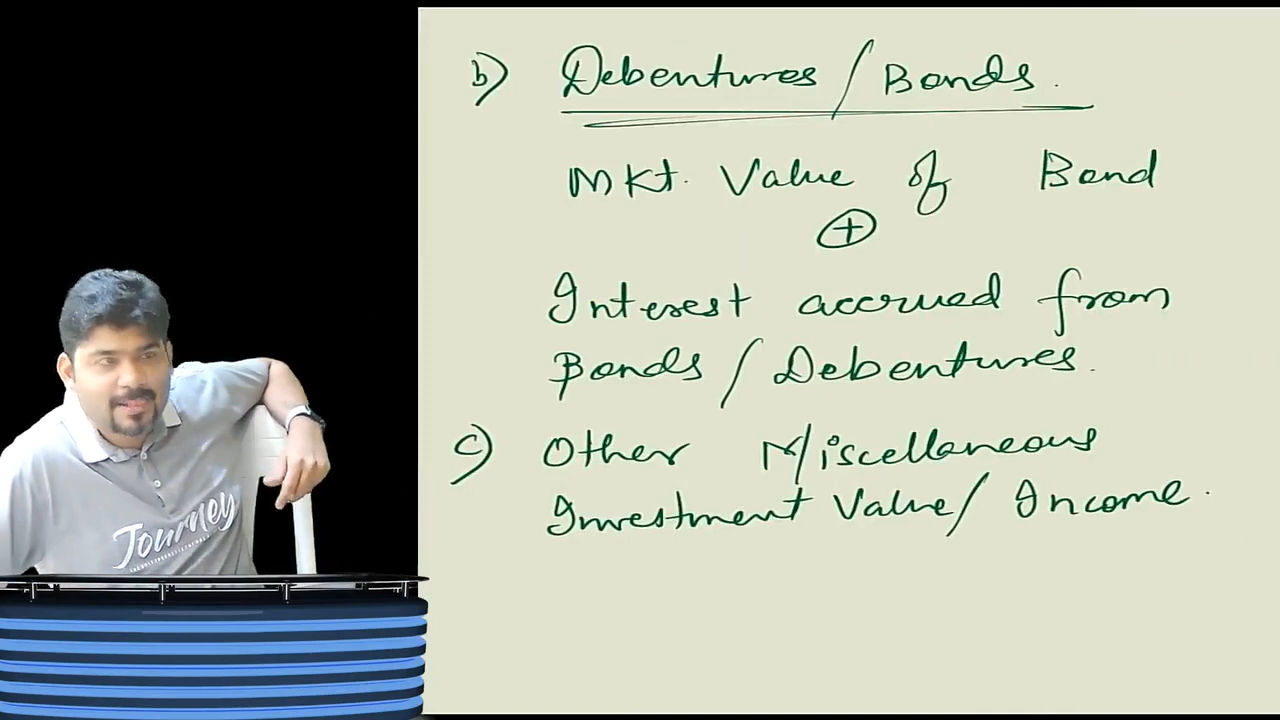 b) Debentures / Bonds.
Mkt. Value of Bond
+
Interest accrued from
Bonds / Debentures.
c) Other Miscellaneous
Investment Value / Income.
Journey